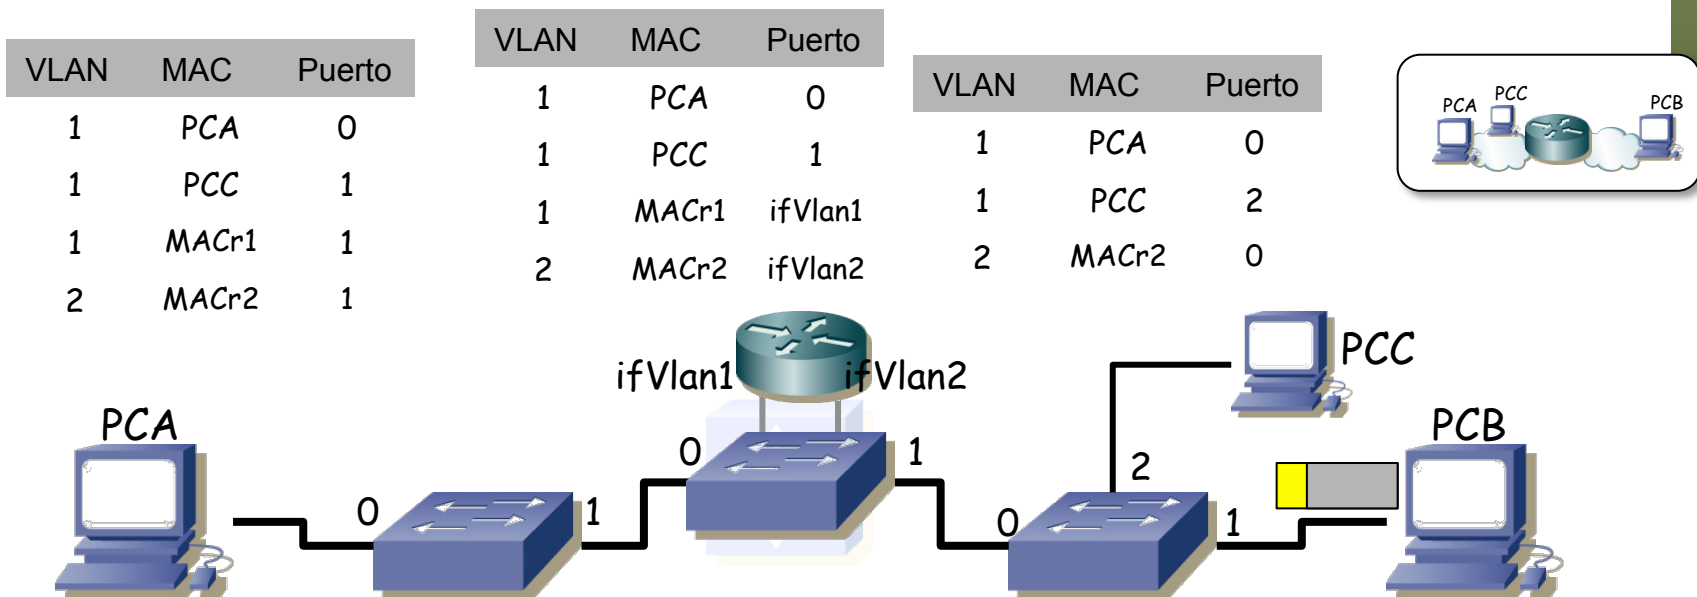 VLAN MAC Puerto
1 PCA 0
1 PCC 1
1 MACr1 1
2 MACr2 1
VLAN MAC Puerto
1 PCA 0
1 PCC 1
1 MACr1 ifVlan1
2 MACr2 ifVlan2
VLAN MAC Puerto
1 PCA 0
1 PCC 2
2 MACr2 0
PCA PCC PCB
ifVlan1 ifVlan2
PCC
PCA
PCB
0 1
2
0 1
0 1